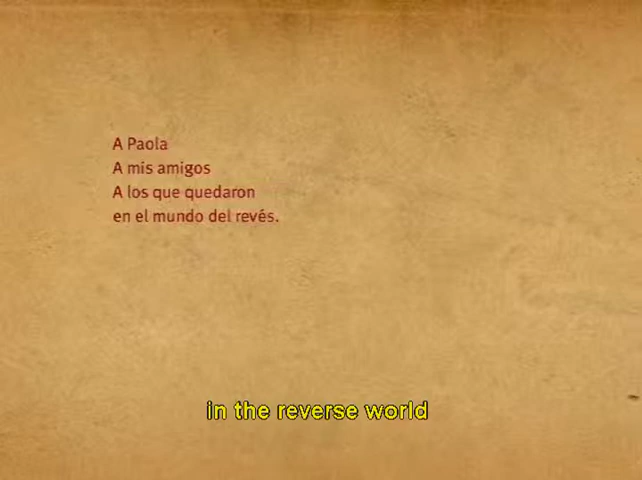 A Paola
A mis amigos
A los que quedaron
en el mundo del revés.
in the reverse world